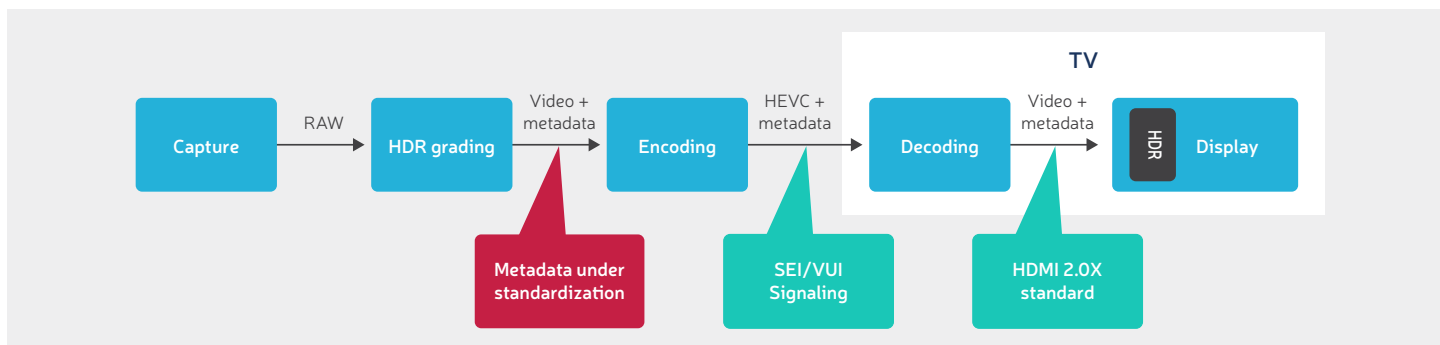 TV
Capture
RAW
HDR grading
Video +
metadata
Encoding
HEVC +
metadata
Decoding
Video +
metadata
HDR
Display
Metadata under
standardization
SEI/VUI
Signaling
HDMI 2.0X
standard